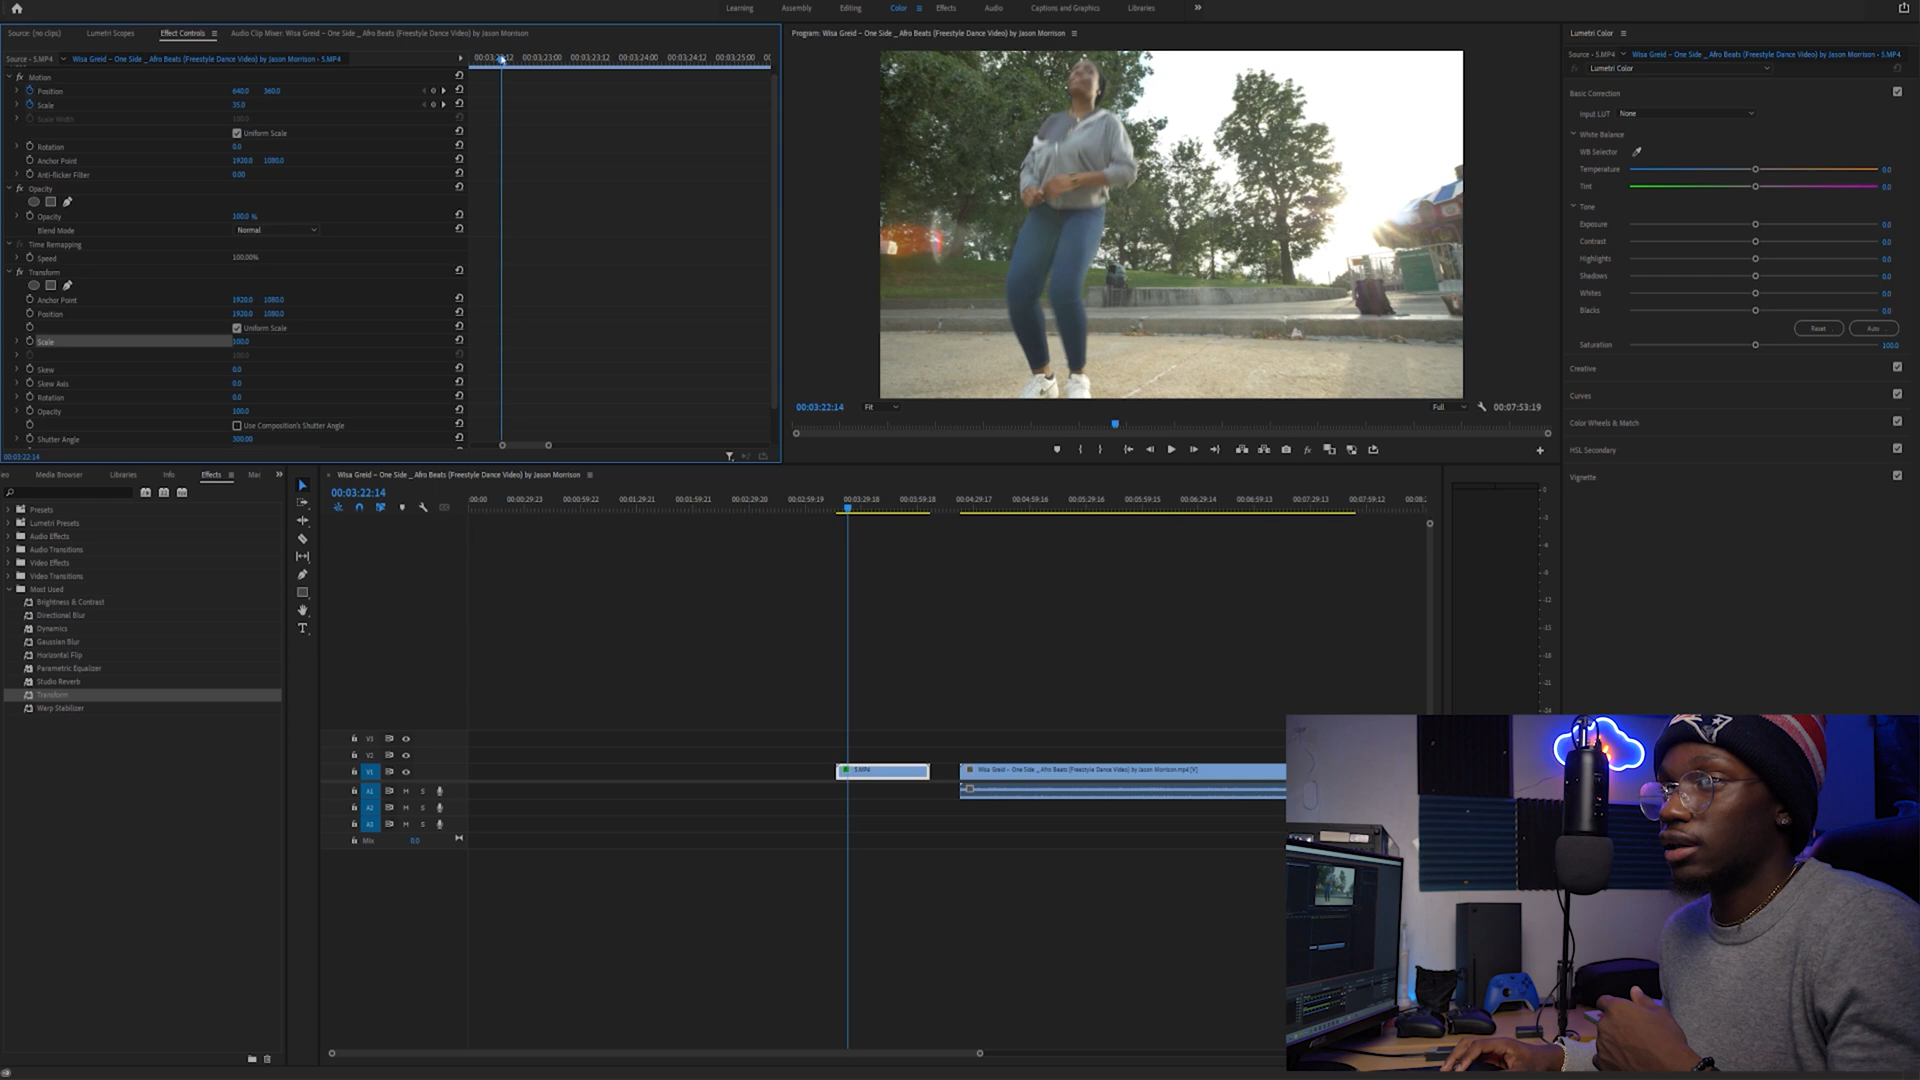 Learning
Assembly
Editing
Color
Effects
Audio
Captions and Graphics
Libraries
Source: (no clips)
Lumetri Scopes
Effect Controls
Audio Clip Mixer: Wisa Greid – One Side _ Afro Beats (Freestyle Dance Video) by Jason Morrison
Source - S.MP4
Wisa Greid – One Side _ Afro Beats (Freestyle Dance Video) by Jason Morrison - S.MP4
00:03:23:00
00:03:23:12
00:03:24:00
00:03:24:12
00:03:25:00
Motion
Position 640.0 360.0
Scale 35.0
Scale Width 100.0
Uniform Scale
Rotation 0.0
Anchor Point 1920.0 1080.0
Anti-flicker Filter 0.00
Opacity
Opacity 100.0 %
Blend Mode Normal
Time Remapping
Speed 100.00%
Transform
Anchor Point 1920.0 1080.0
Position 1920.0 1080.0
Uniform Scale
Scale 100.0
100.0
Skew 0.0
Skew Axis 0.0
Rotation 0.0
Opacity 100.0
Use Composition's Shutter Angle
Shutter Angle 300.00
00:03:22:14
Program: Wisa Greid – One Side _ Afro Beats (Freestyle Dance Video) by Jason Morrison
00:03:22:14
Fit
Full
00:07:53:19
Lumetri Color
Source - S.MP4
Wisa Greid – One Side _ Afro Beats (Freestyle Dance Video) by Jason Morrison - S.MP4
Lumetri Color
Basic Correction
Input LUT None
White Balance
WB Selector
Temperature 0.0
Tint 0.0
Tone
Exposure 0.0
Contrast 0.0
Highlights 0.0
Shadows 0.0
Whites 0.0
Blacks 0.0
Reset
Auto
Saturation 100.0
Creative
Curves
Color Wheels & Match
HSL Secondary
Vignette
Media Browser
Libraries
Info
Effects
Presets
Lumetri Presets
Audio Effects
Audio Transitions
Video Effects
Video Transitions
Most Used
Brightness & Contrast
Directional Blur
Dynamics
Gaussian Blur
Horizontal Flip
Parametric Equalizer
Studio Reverb
Transform
Warp Stabilizer
Wisa Greid – One Side _ Afro Beats (Freestyle Dance Video) by Jason Morrison
00:03:22:14
:00:00
00:00:29:23
00:00:59:22
00:01:29:21
00:01:59:21
00:02:29:20
00:02:59:19
00:03:29:18
00:03:59:18
00:04:29:17
00:04:59:16
00:05:29:16
00:05:59:15
00:06:29:14
00:06:59:13
00:07:29:13
00:07:59:12
V3
V2
V1
S.MP4
Wisa Greid – One Side _ Afro Beats (Freestyle Dance Video) by Jason Morrison.mp4 [V]
A1 M S
A2 M S
A3 M S
Mix 0.0
0
-3
-6
-9
-12
-15
-18
-21
-24